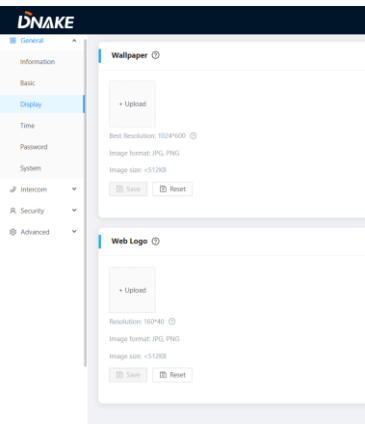 DNAKE
General
Information
Basic
Display
Time
Password
System
Intercom
Security
Advanced
Wallpaper
+ Upload
Best Resolution: 1024*600
Image format: JPG, PNG
Image size: <512KB
Save Reset
Web Logo
+ Upload
Resolution: 160*40
Image format: JPG, PNG
Image size: <512KB
Save Reset